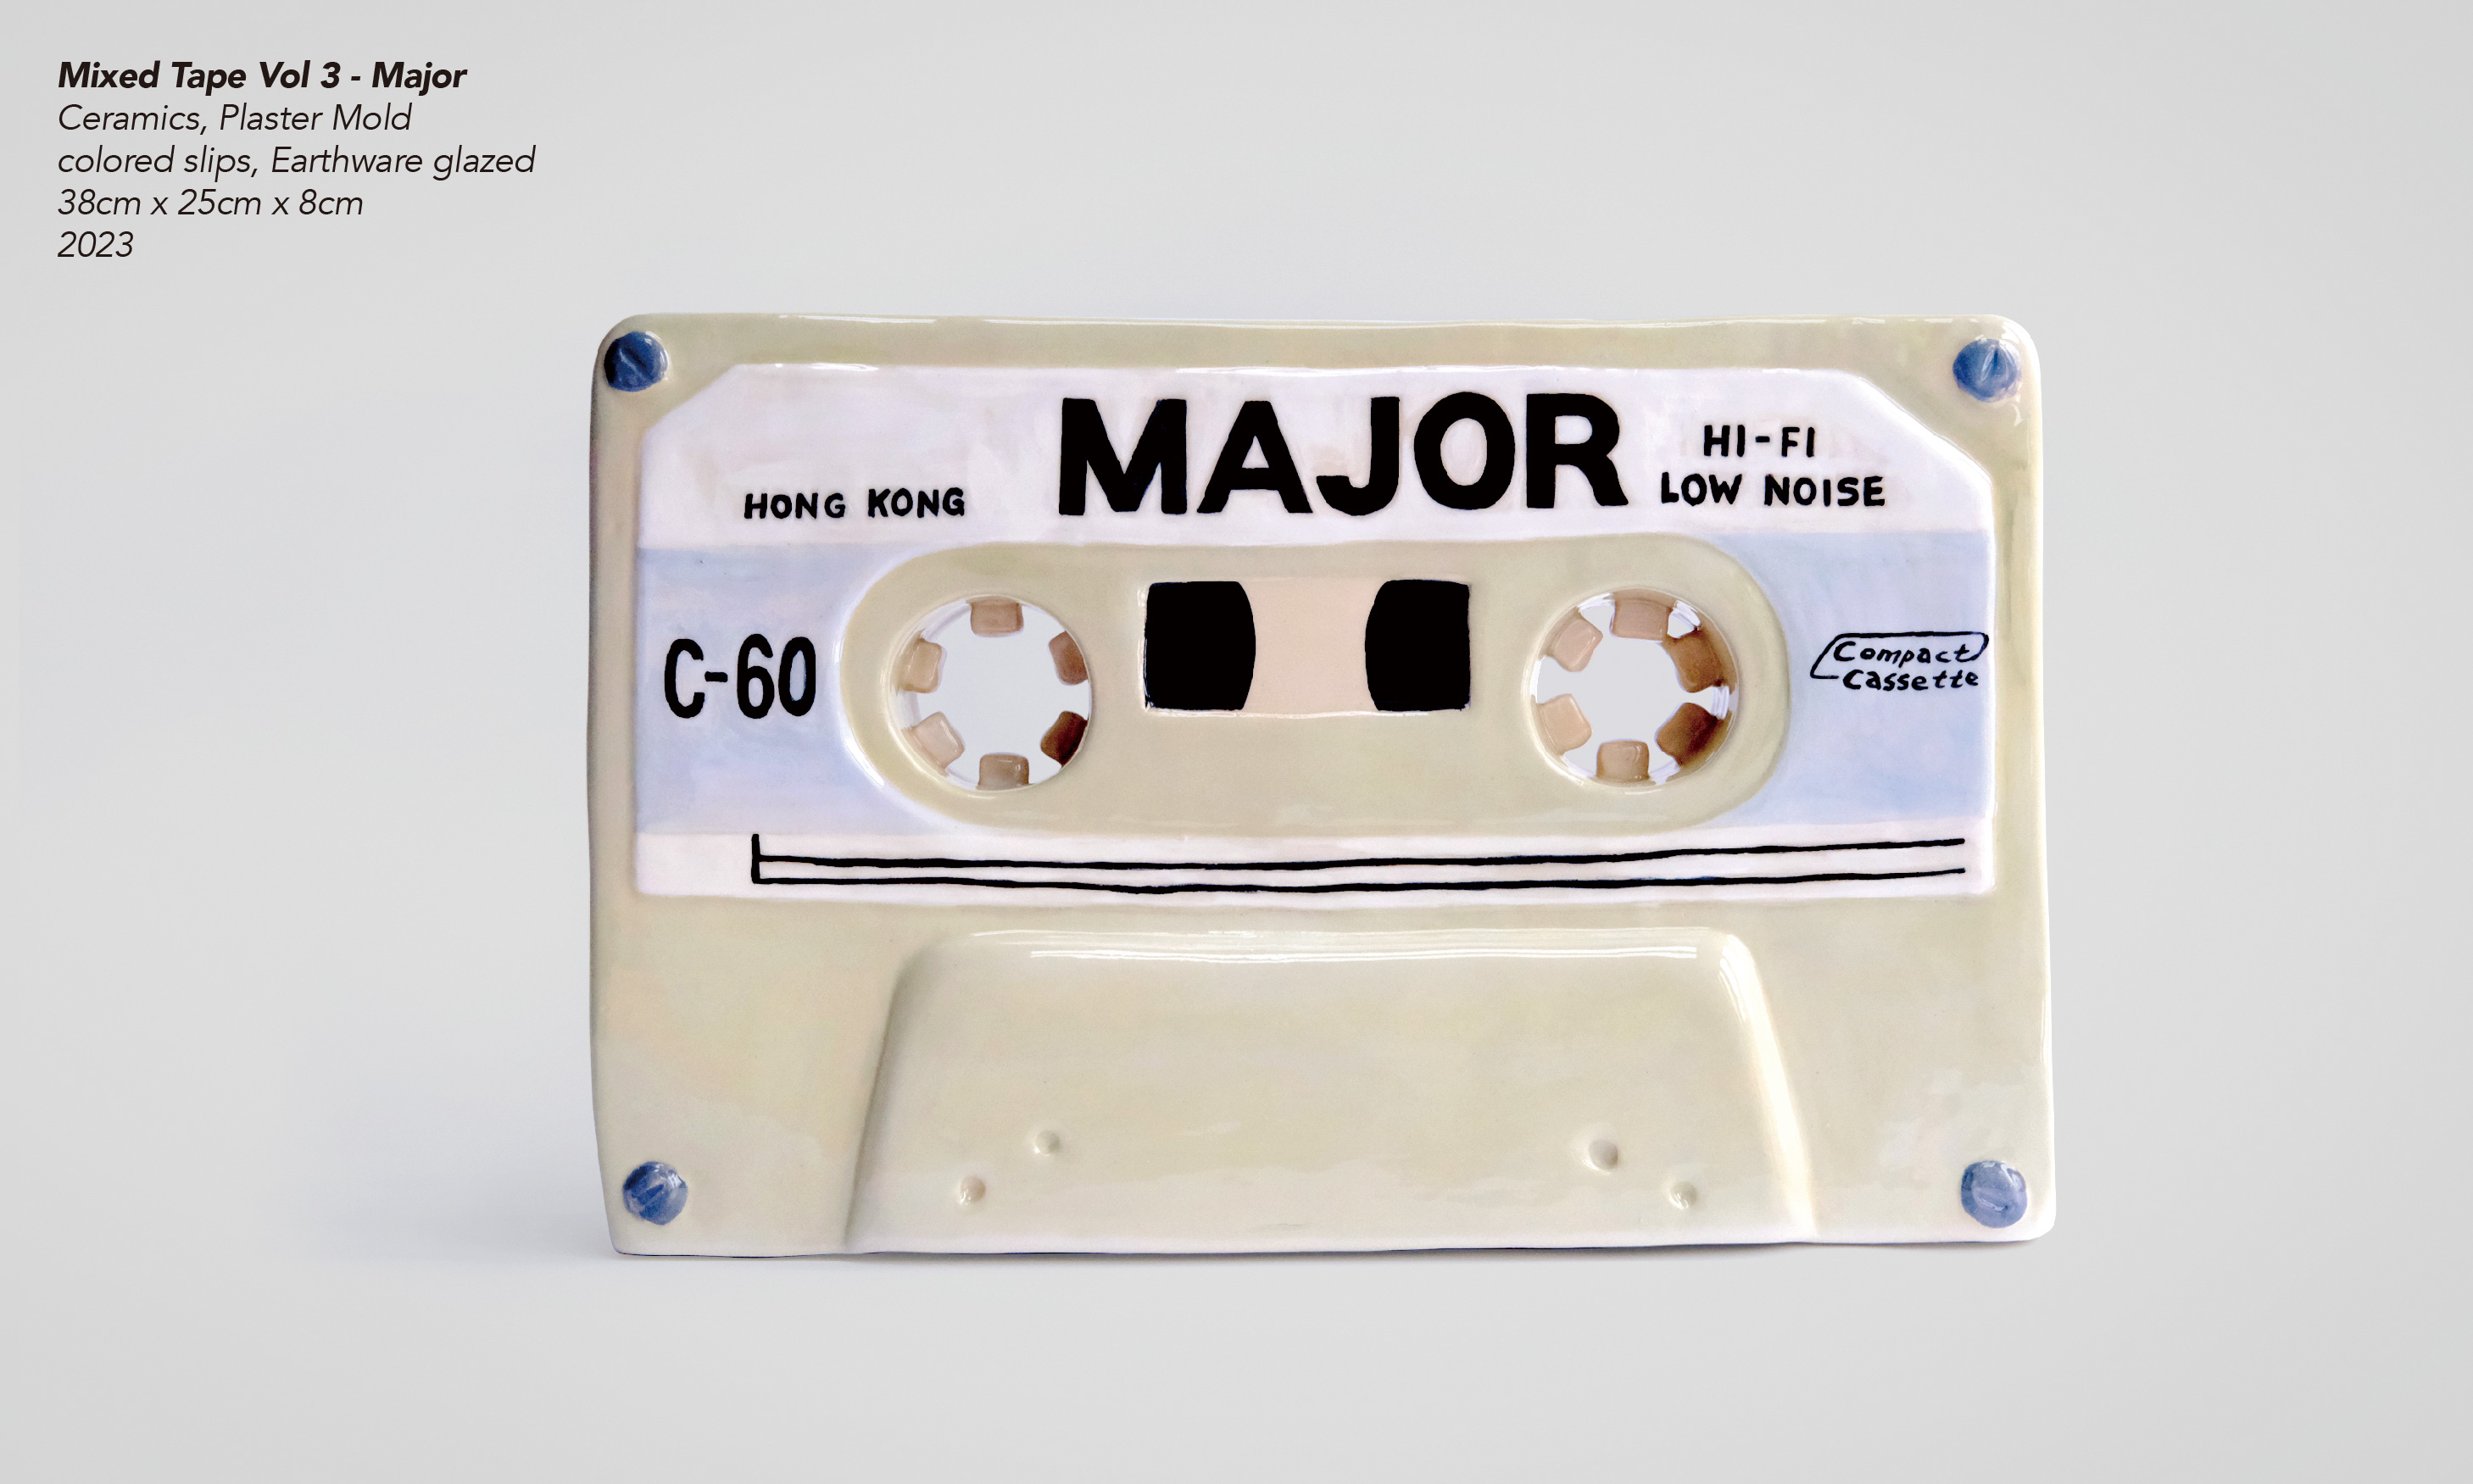 Mixed Tape Vol 3 - Major
Ceramics, Plaster Mold
colored slips, Earthware glazed
38cm x 25cm x 8cm
2023
MAJOR
HI-FI
HONG KONG
LOW NOISE
C-60
Compact
Cassette